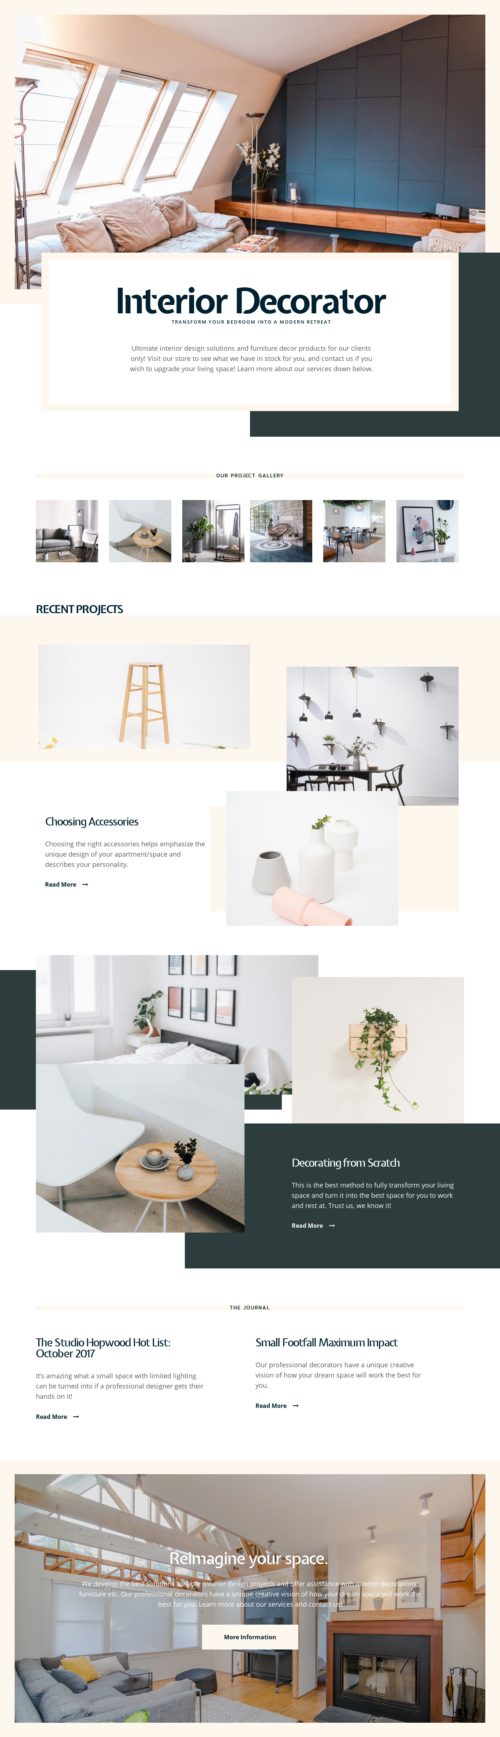 Interior Decorator
TRANSFORM YOUR BEDROOM INTO A MODERN RETREAT
Ultimate interior design solutions and furniture decor products for our clients
only! Visit our store to see what we have in stock for you, and contact us if you
wish to upgrade your living space! Learn more about our services down below.
OUR PROJECT GALLERY
RECENT PROJECTS
Choosing Accessories
Choosing the right accessories helps emphasize the
unique design of your apartment/space and
describes your personality.
Read More
Decorating from Scratch
This is the best method to fully transform your living
space and turn it into the best space for you to work
and rest at. Trust us, we know it!
Read More
THE JOURNAL
The Studio Hopwood Hot List:
October 2017
It's amazing what a small space with limited lighting
can be turned into if a professional designer gets their
hands on it!
Read More
Small Footfall Maximum Impact
Our professional decorators have a unique creative
vision of how your dream space will work the best for
you.
Read More
Reimagine your space.
We develop the best solutions for your interior design projects and offer assistance with interior decorations,
furniture etc. Our professional decorators have a unique creative vision of how your dream space will work the
best for you. Learn more about our services and contact us!
More Information